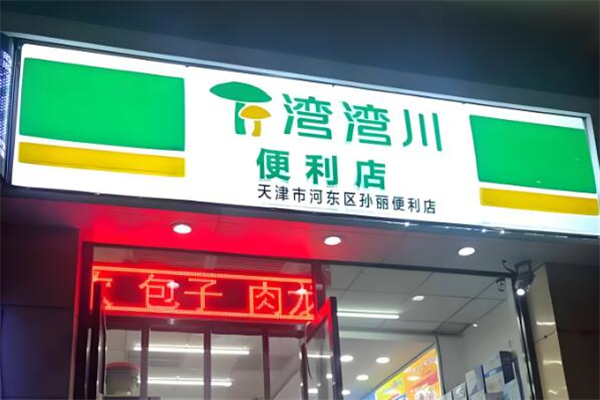 湾湾川
便利店
天津市河东区孙丽便利店
包子 肉龙